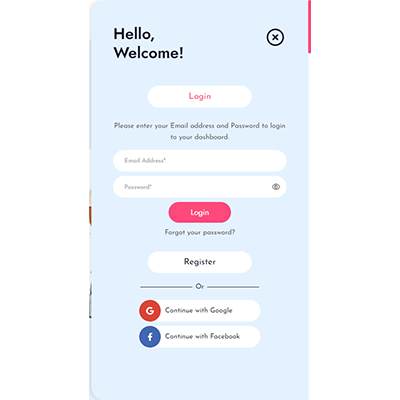 Hello,
Welcome!
Login
Please enter your Email address and Password to login
to your dashboard.
Email Address*
Password*
Login
Forgot your password?
Register
Or
G
Continue with Google
f
Continue with Facebook